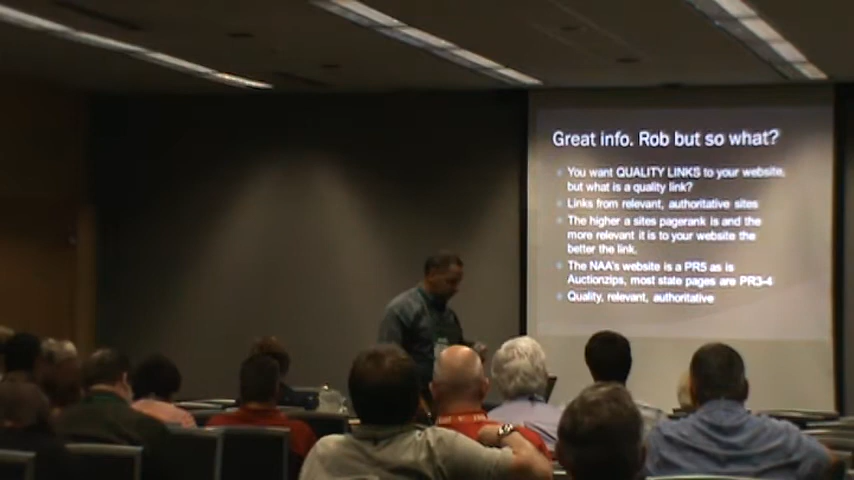 Great info. Rob but so what?
You want QUALITY LINKS to your website,
but what is a quality link?
Links from relevant, authoritative sites
The higher a sites pagerank is and the
more relevant it is to your website the
better the link.
The NAA's website is a PR5 as is
Auctionzips, most state pages are PR3-4
Quality, relevant, authoritative